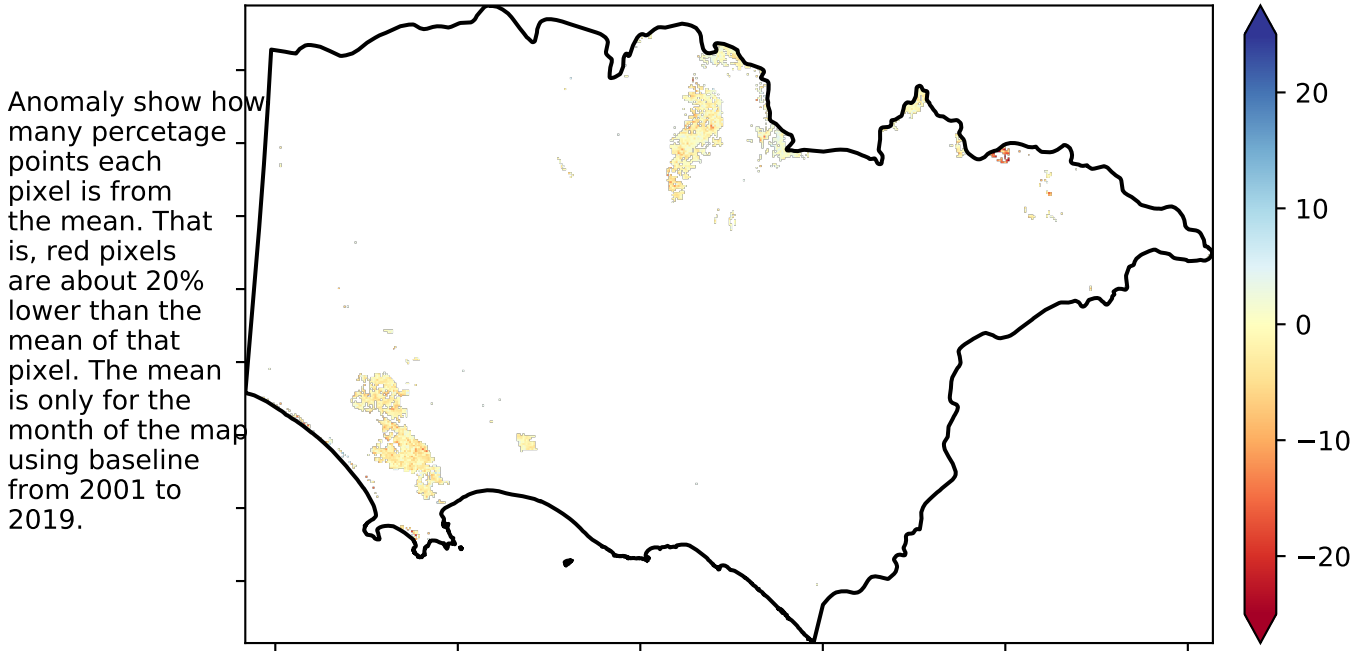 Anomaly show how
many percetage
points each
pixel is from
the mean. That
is, red pixels
are about 20%
lower than the
mean of that
pixel. The mean
is only for the
month of the map
using baseline
from 2001 to
2019.
20
10
0
−10
−20